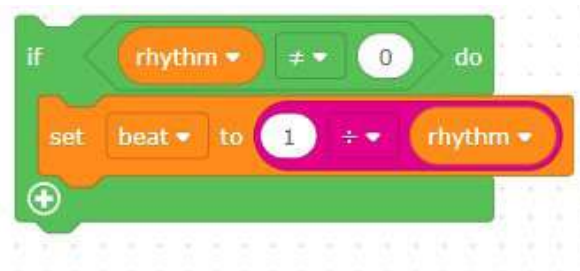 if rhythm ≠ 0 do
set beat to 1 ÷ rhythm